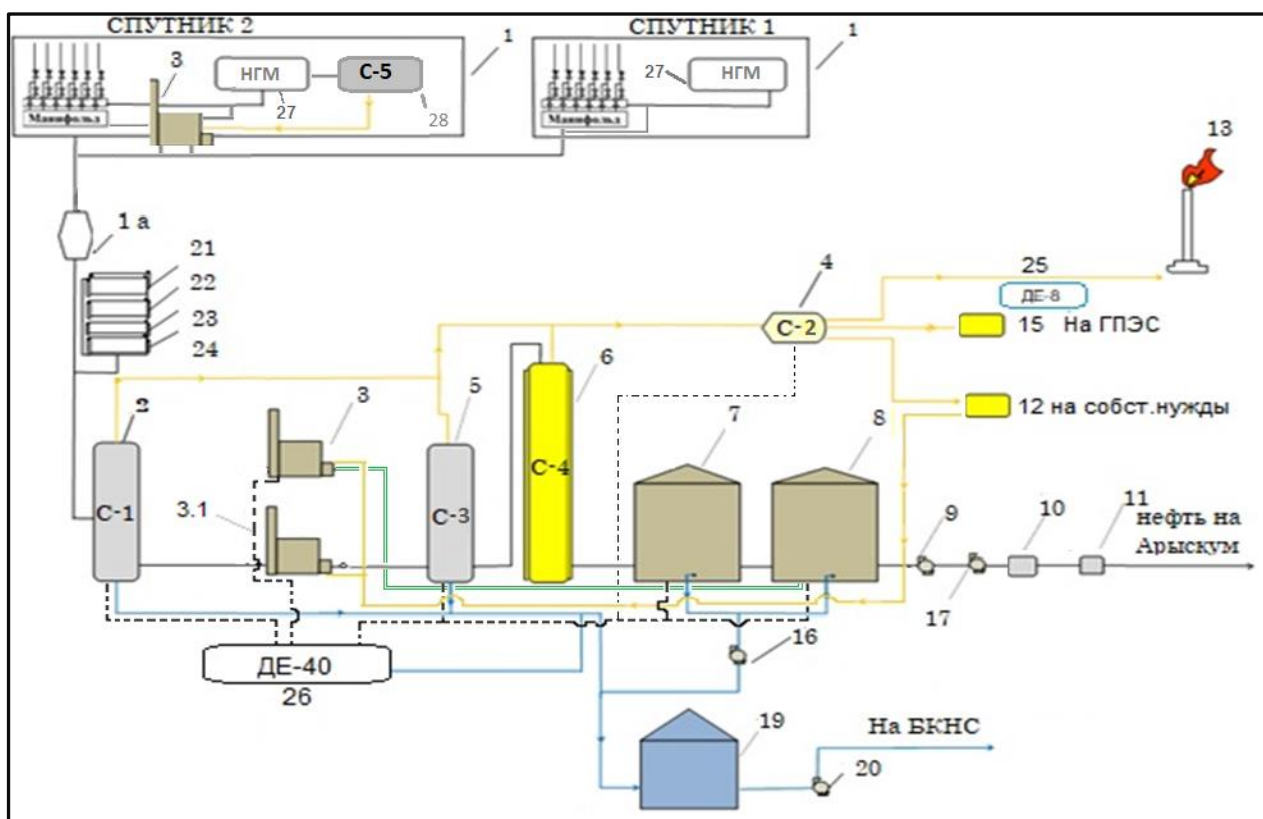 СПУТНИК 2
СПУТНИК 1
1
1
3
НГМ
С-5
27
28
Манифольд
27
НГМ
Манифольд
13
1 а
21
22
23
24
4
С-2
25
ДЕ-8
15 На ГПЭС
12 на собст.нужды
2
С-1
3
3.1
5
С-3
6
С-4
7
8
9
17
10
11
нефть на
Арыскум
ДЕ-40
26
16
19
На БКНС
20